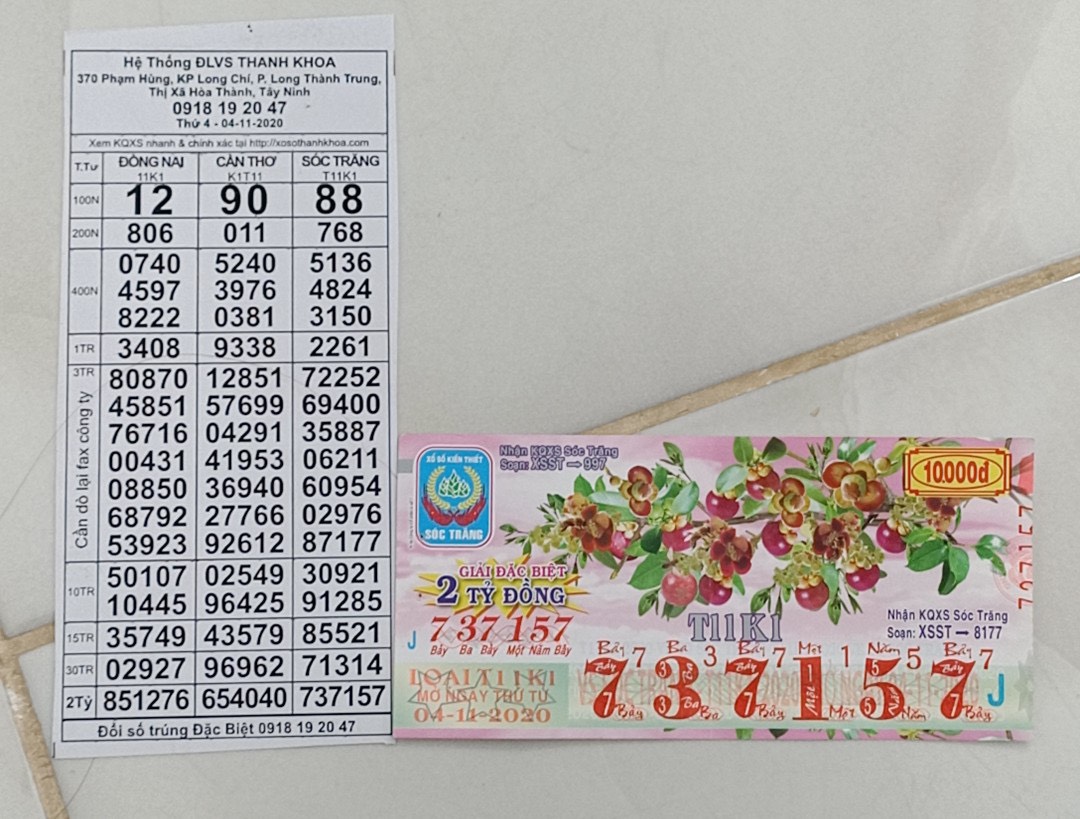 Hệ Thống ĐLVS THANH KHOA
370 Phạm Hùng, KP Long Chí, P. Long Thành Trung,
Thị Xã Hòa Thành, Tây Ninh
0918 19 20 47
Thứ 4 - 04-11-2020
Xem KQXS nhanh & chính xác tại http://xosothanhkhoa.com
T.Tự ĐỒNG NAI CẦN THƠ SÓC TRĂNG
11K1 K1T11 T11K1
100N 12 90 88
200N 806 011 768
0740 5240 5136
400N 4597 3976 4824
8222 0381 3150
1TR 3408 9338 2261
3TR 80870 12851 72252
45851 57699 69400
76716 04291 35887
00431 41953 06211
08850 36940 60954
68792 27766 02976
53923 92612 87177
Cần dò lại fax công ty
50107 02549 30921
10TR
10445 96425 91285
15TR 35749 43579 85521
30TR 02927 96962 71314
2Tỷ 851276 654040 737157
Đổi số trúng Đặc Biệt 0918 19 20 47
XỔ SỐ KIẾN THIẾT
SÓC TRĂNG
Nhận KQXS Sóc Trăng
Soạn: XSST → 997
10.000đ
737157
GIẢI ĐẶC BIỆT
2 TỶ ĐỒNG
T11K1
Nhận KQXS Sóc Trăng
Soạn: XSST → 8177
J 737157
Bảy Ba Bảy Một Năm Bảy
LOẠI T11K1
MỞ NGÀY THỨ TƯ
04-11-2020
Bảy 7 Ba 3 Bảy 7 Một 1 Năm 5 Bảy 7
7 3 7 1 5 7 J